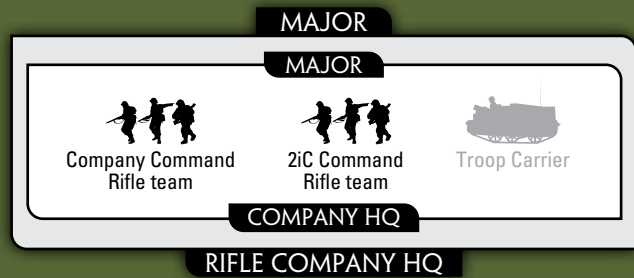 MAJOR
MAJOR
Company Command
Rifle team
2iC Command
Rifle team
Troop Carrier
COMPANY HQ
RIFLE COMPANY HQ